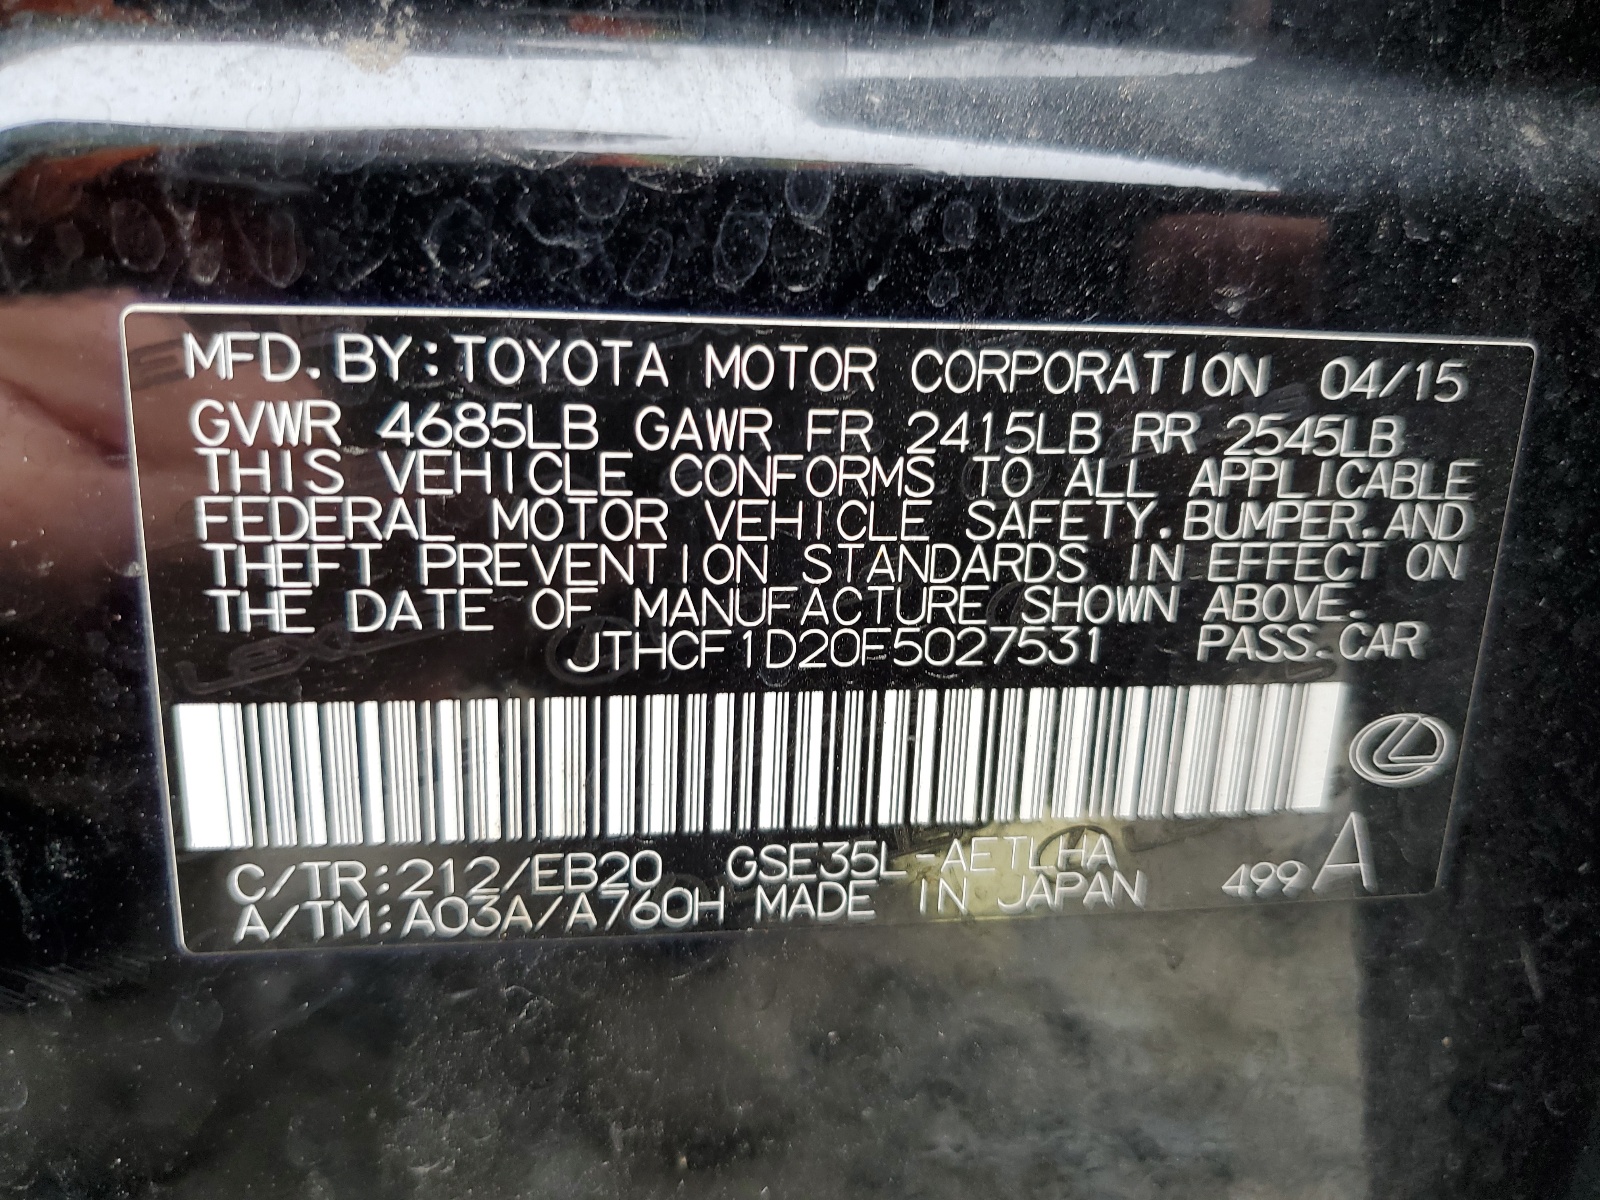 MFD.BY:TOYOTA MOTOR CORPORATION 04/15
GVWR 4685LB GAWR FR 2415LB RR 2545LB
THIS VEHICLE CONFORMS TO ALL APPLICABLE
FEDERAL MOTOR VEHICLE SAFETY.BUMPER.AND
THEFT PREVENTION STANDARDS IN EFFECT ON
THE DATE OF MANUFACTURE SHOWN ABOVE.
JTHCF1D20F5027531 PASS.CAR
C/TR:212/EB20 GSE35L-AETLHA
A/TM:A03A/A760H MADE IN JAPAN 499A